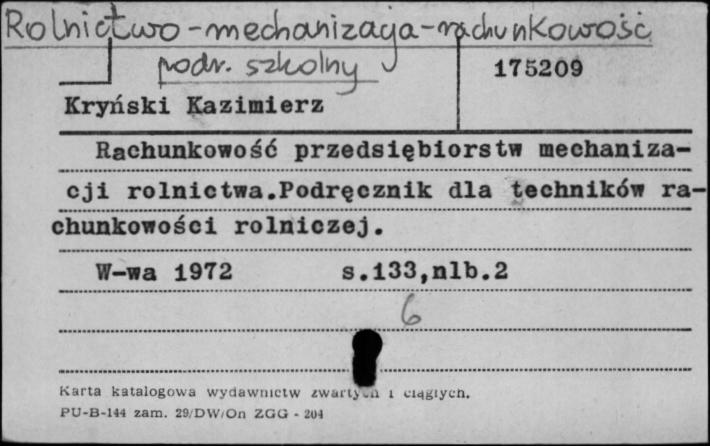 Rolnictwo - mechanizacja - rachunkowość
podr. szkolny
175209
Kryński Kazimierz
Rachunkowość przedsiębiorstw mechaniza-
cji rolnictwa.Podręcznik dla techników ra-
chunkowości rolniczej.
W-wa 1972 s.133,nlb.2
6
Karta katalogowa wydawnictw zwartych i ciągłych.
PU-B-144 zam. 29/DW/On ZGG - 204